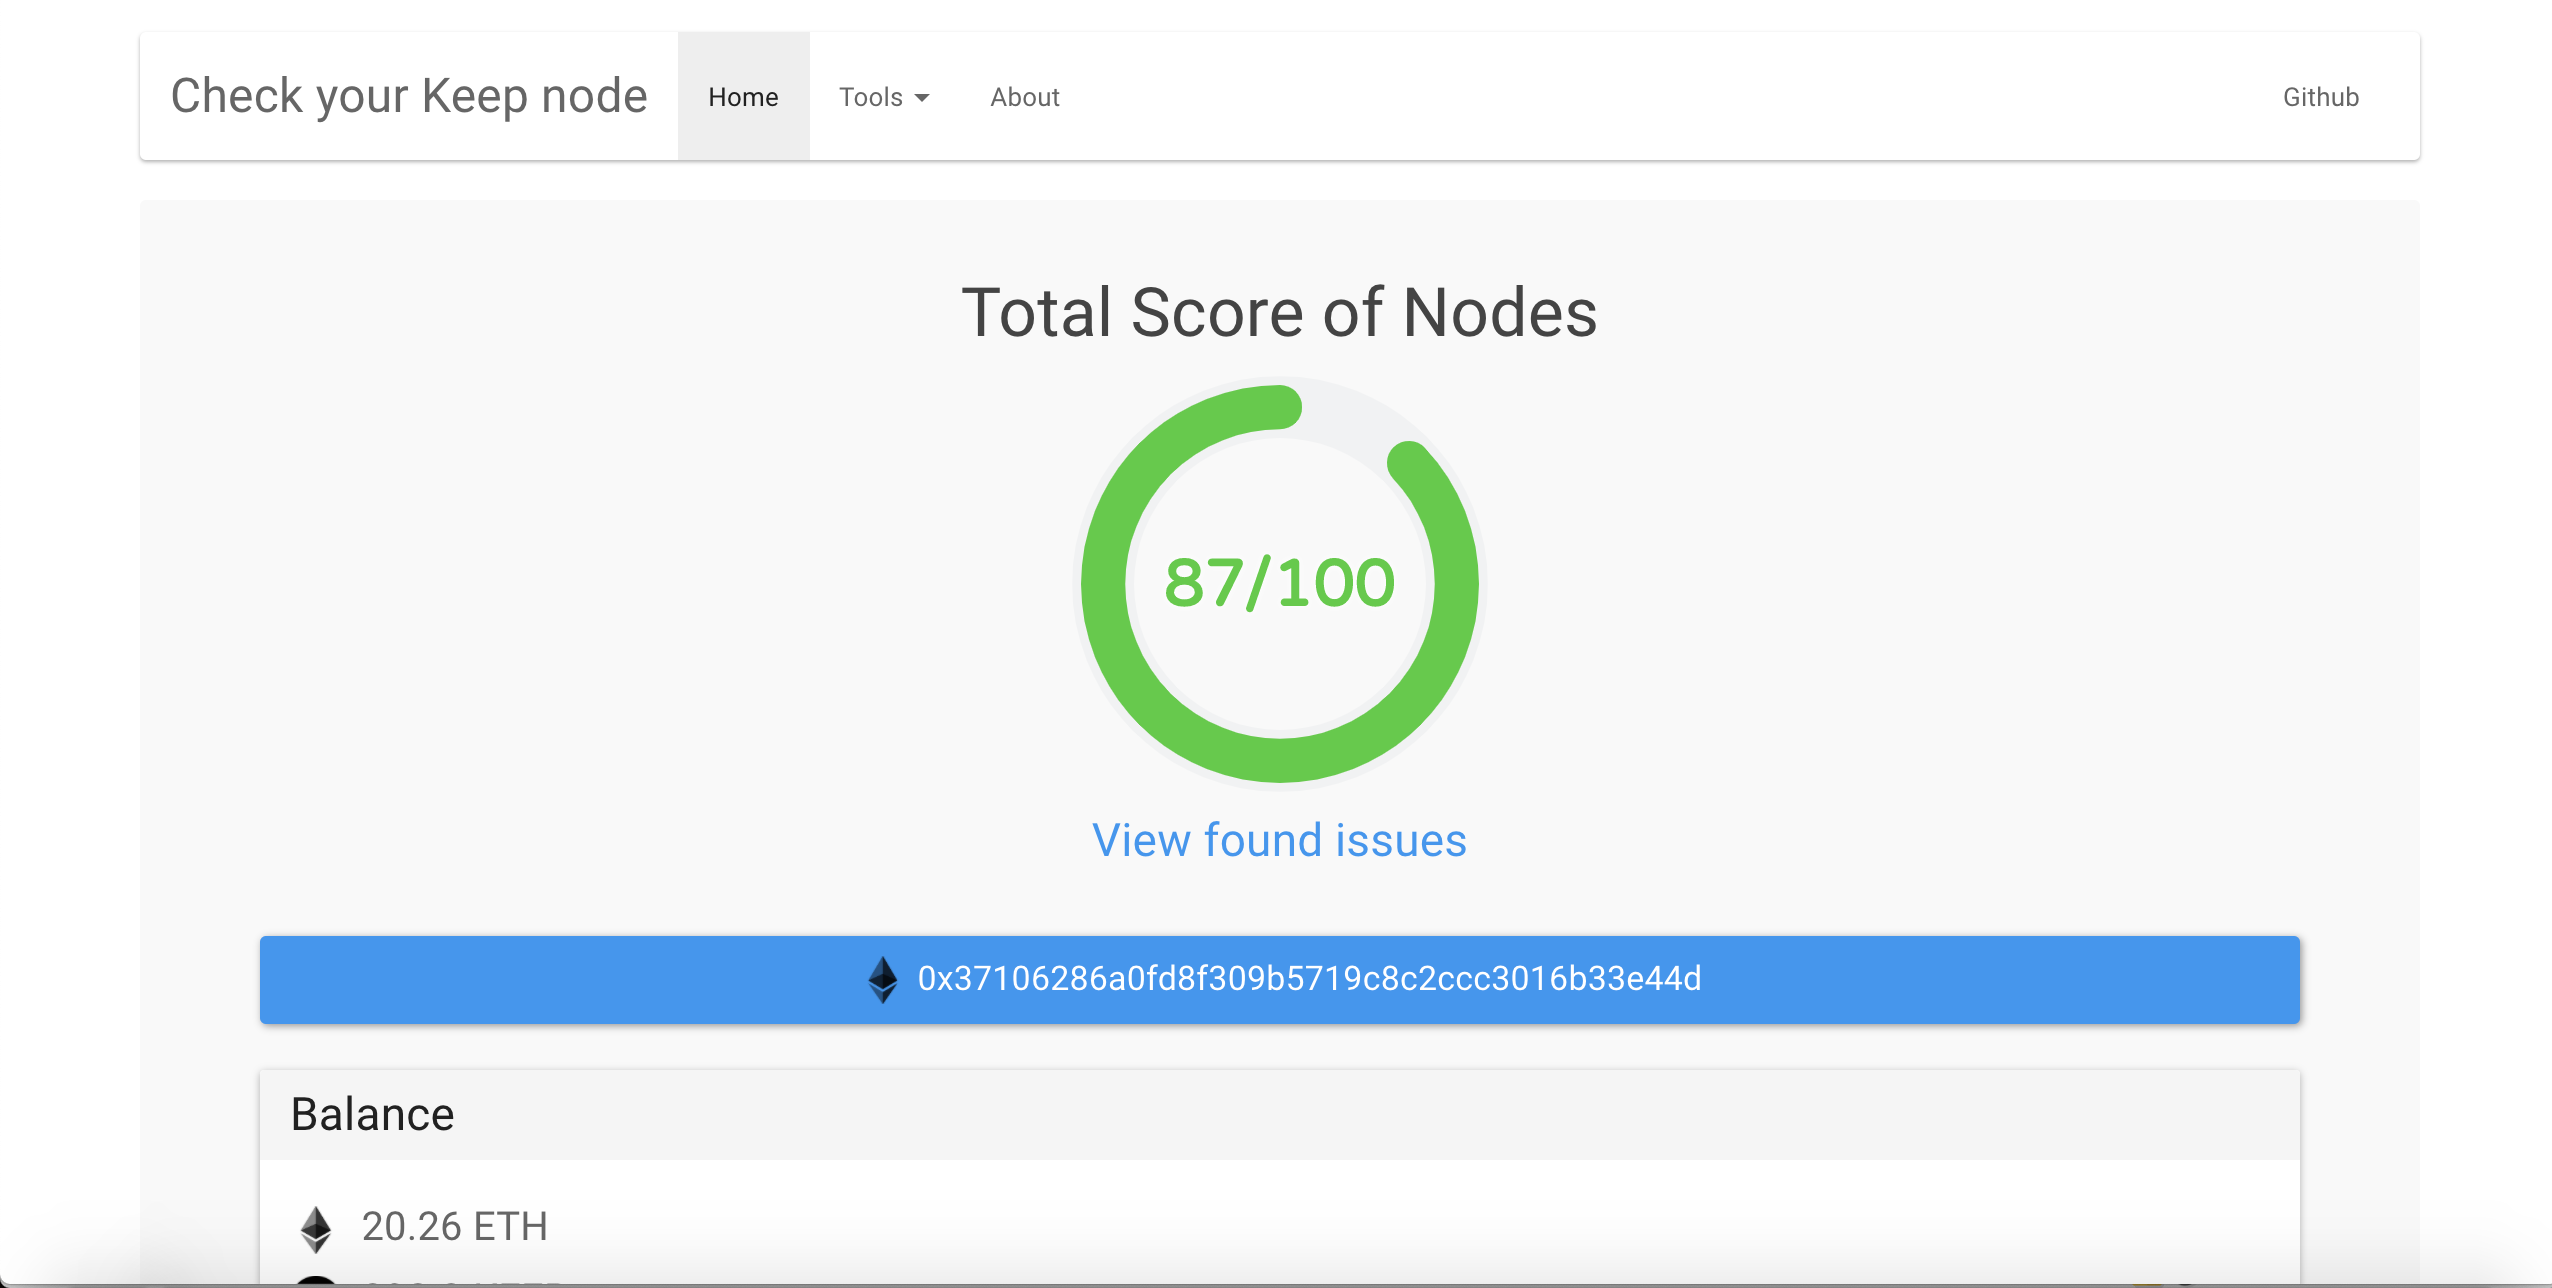 Check your Keep node
Home
Tools
About
Github
Total Score of Nodes
87/100
View found issues
0x37106286a0fd8f309b5719c8c2ccc3016b33e44d
Balance
20.26 ETH